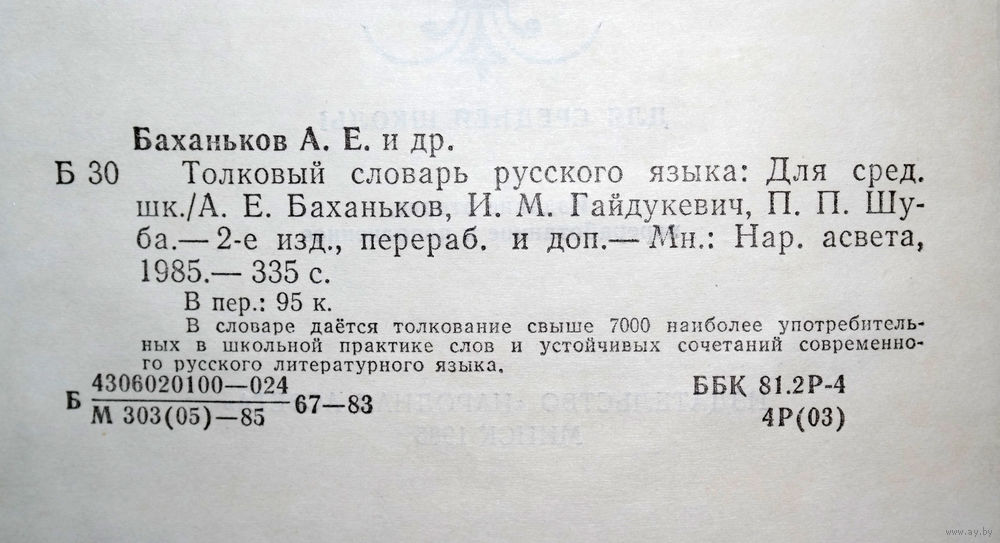 Баханьков А. Е. и др.
Б 30 Толковый словарь русского языка: Для сред.
шк./А. Е. Баханьков, И. М. Гайдукевич, П. П. Шу-
ба.— 2-е изд., перераб. и доп.— Мн.: Нар. асвета,
1985.— 335 с.
В пер.: 95 к.
В словаре даётся толкование свыше 7000 наиболее употребитель-
ных в школьной практике слов и устойчивых сочетаний современно-
го русского литературного языка.
Б 4306020100—024
М 303(05)—85 67—83
ББК 81.2Р-4
4Р(03)
www.ay.by